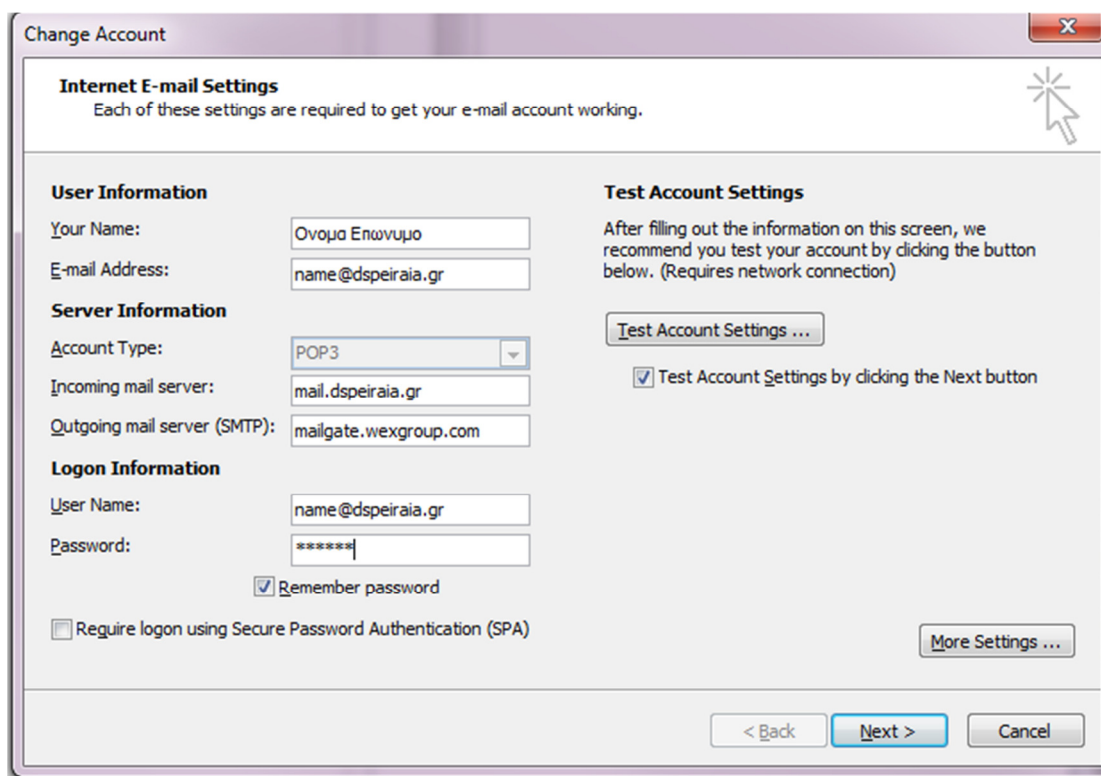 Change Account
Internet E-mail Settings
Each of these settings are required to get your e-mail account working.
User Information
Your Name: Ονομα Επωνυμο
E-mail Address: name@dspeiraia.gr
Server Information
Account Type: POP3
Incoming mail server: mail.dspeiraia.gr
Outgoing mail server (SMTP): mailgate.wexgroup.com
Logon Information
User Name: name@dspeiraia.gr
Password: ******
Remember password
Require logon using Secure Password Authentication (SPA)
Test Account Settings
After filling out the information on this screen, we
recommend you test your account by clicking the button
below. (Requires network connection)
Test Account Settings ...
Test Account Settings by clicking the Next button
More Settings ...
< Back
Next >
Cancel